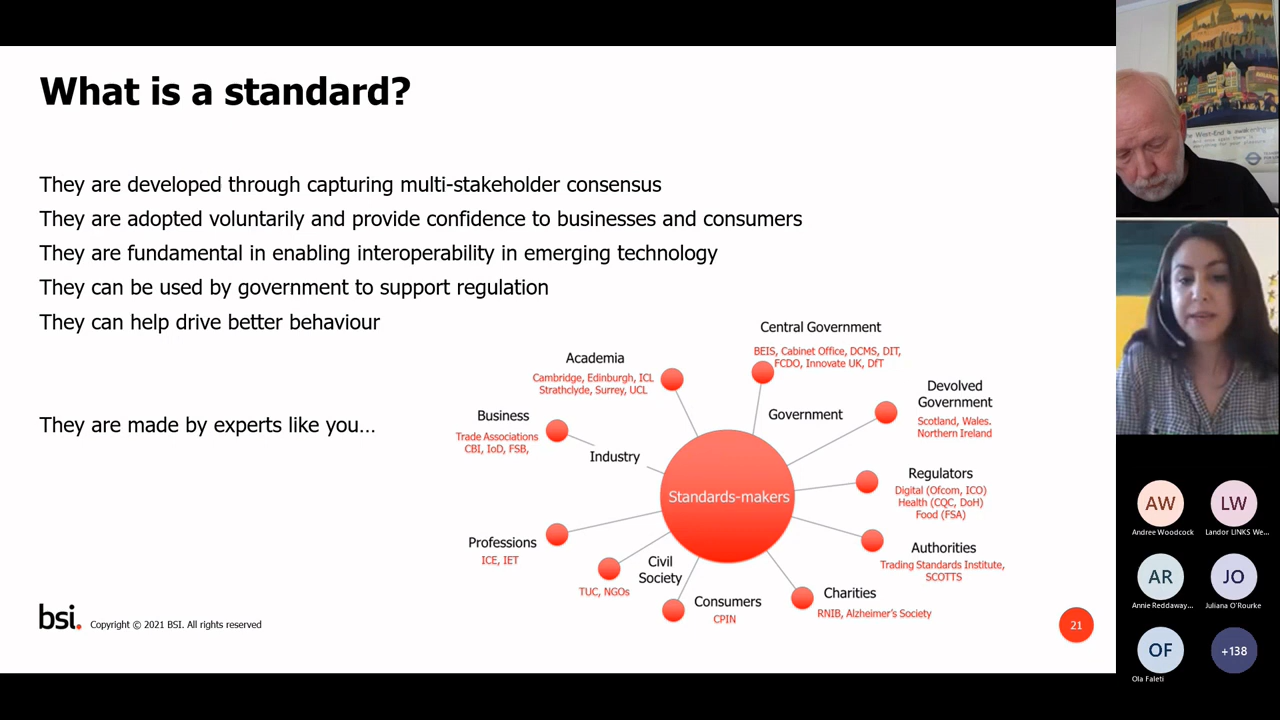 What is a standard?
They are developed through capturing multi-stakeholder consensus
They are adopted voluntarily and provide confidence to businesses and consumers
They are fundamental in enabling interoperability in emerging technology
They can be used by government to support regulation
They can help drive better behaviour
They are made by experts like you...
Central Government
BEIS, Cabinet Office, DCMS, DIT,
FCDO, Innovate UK, DfT
Academia
Cambridge, Edinburgh, ICL
Strathclyde, Surrey, UCL
Devolved
Government
Scotland, Wales.
Northern Ireland
Government
Business
Trade Associations
CBI, IoD, FSB,
Industry
Regulators
Digital (Ofcom, ICO)
Health (CQC, DoH)
Food (FSA)
Standards-makers
Professions
ICE, IET
Authorities
Trading Standards Institute,
SCOTTS
Civil
Society
TUC, NGOs
Consumers
CPIN
Charities
RNIB, Alzheimer's Society
bsi.
Copyright © 2021 BSI. All rights reserved
21
The West-End is awakening
AW
Andree Woodcock
LW
Landor LINKS We...
AR
Annie Reddaway...
JO
Juliana O'Rourke
OF
Ola Faleti
+138